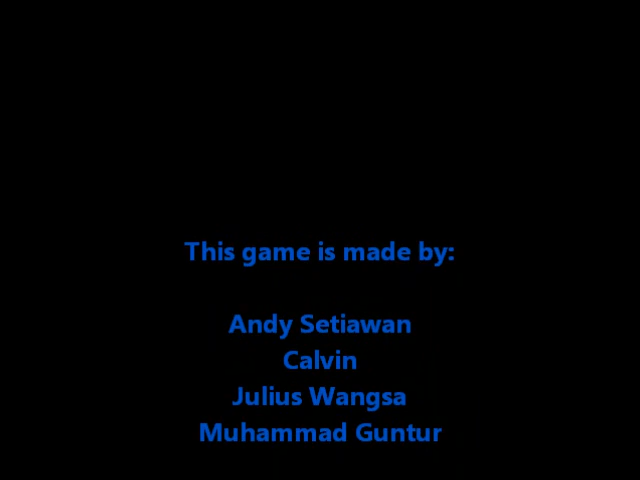 This game is made by:
Andy Setiawan
Calvin
Julius Wangsa
Muhammad Guntur